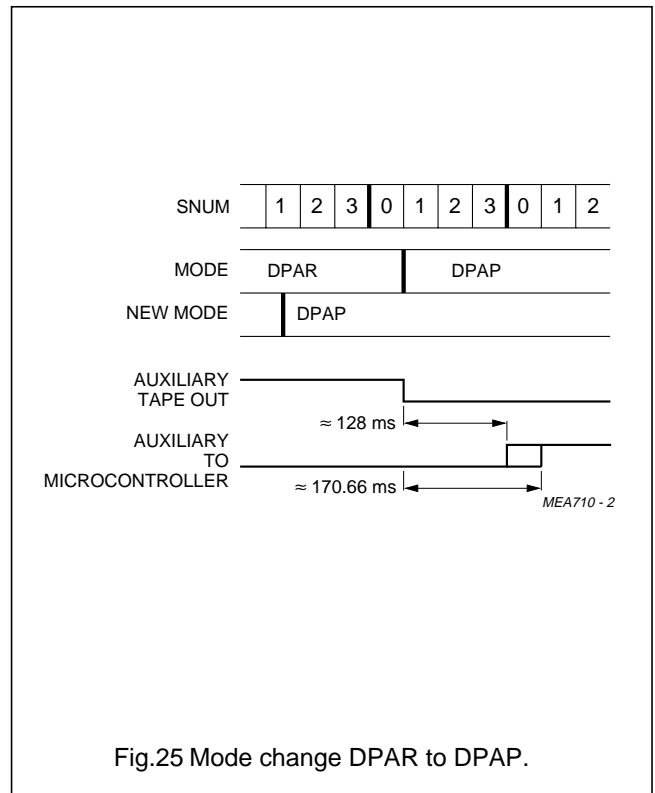 SNUM 1 2 3 0 1 2 3 0 1 2
MODE DPAR DPAP
NEW MODE DPAP
AUXILIARY
TAPE OUT
≈ 128 ms
AUXILIARY
TO
MICROCONTROLLER
≈ 170.66 ms
MEA710 - 2
Fig.25 Mode change DPAR to DPAP.